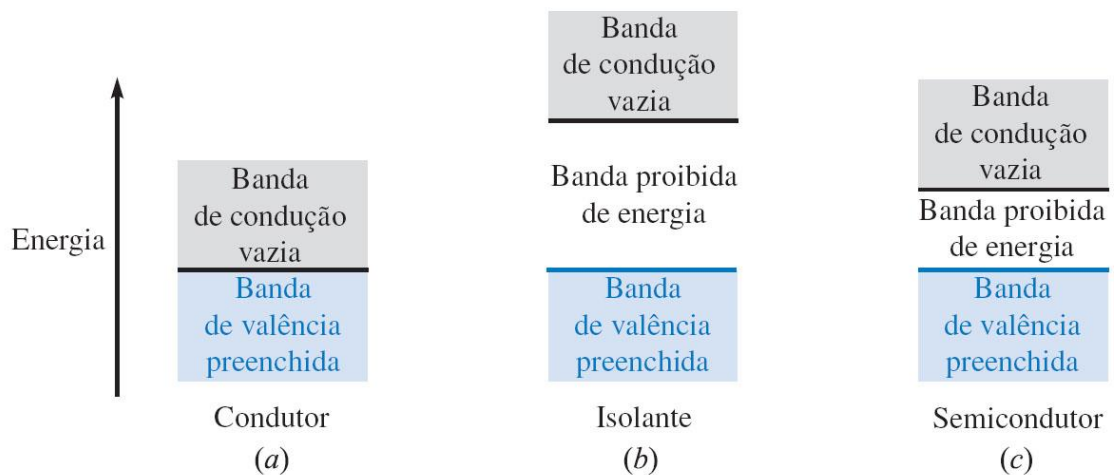 Energia
Banda
de condução
vazia
Banda
de valência
preenchida
Condutor
(a)
Banda
de condução
vazia
Banda proibida
de energia
Banda
de valência
preenchida
Isolante
(b)
Banda
de condução
vazia
Banda proibida
de energia
Banda
de valência
preenchida
Semicondutor
(c)